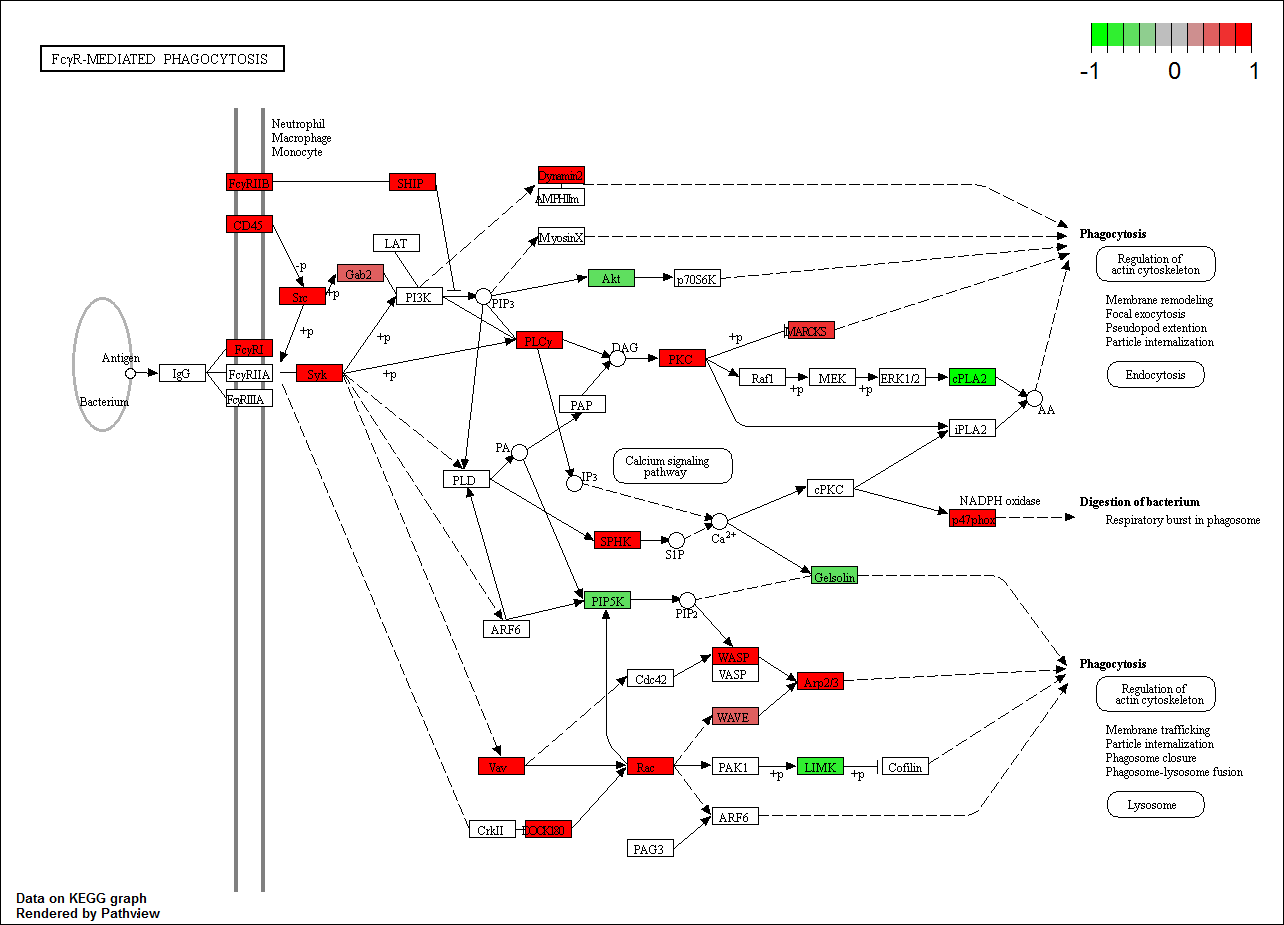 FcγR-MEDIATED PHAGOCYTOSIS
-1 0 1
Neutrophil
Macrophage
Monocyte
FcγRIIB
SHIP
Dynamin2
AMPHIIm
CD45
LAT
MyosinX
Phagocytosis
-p
Gab2
Akt
p70S6K
Regulation of
actin cytoskeleton
Src
+p
PI3K
PIP3
Membrane remodeling
Focal exocytosis
Pseudopod extention
Particle internalization
+p
+p
PLCγ
+p
MARCKS
FcγRI
DAG
PKC
Antigen
IgG
FcγRIIA
Syk
+p
Raf1
+p
MEK
+p
ERK1/2
cPLA2
Endocytosis
Bacterium
FcγRIIIA
PAP
AA
iPLA2
PA
Calcium signaling
pathway
PLD
IP3
cPKC
NADPH oxidase
Digestion of bacterium
p47phox
Respiratory burst in phagosome
SPHK
S1P
Ca2+
Gelsolin
PIP5K
PIP2
ARF6
WASP
VASP
Phagocytosis
Cdc42
Arp2/3
Regulation of
actin cytoskeleton
WAVE
Membrane trafficking
Particle internalization
Phagosome closure
Phagosome-lysosome fusion
Vav
Rac
PAK1
+p
LIMK
+p
Cofilin
Lysosome
CrkII
DOCK180
ARF6
PAG3
Data on KEGG graph
Rendered by Pathview